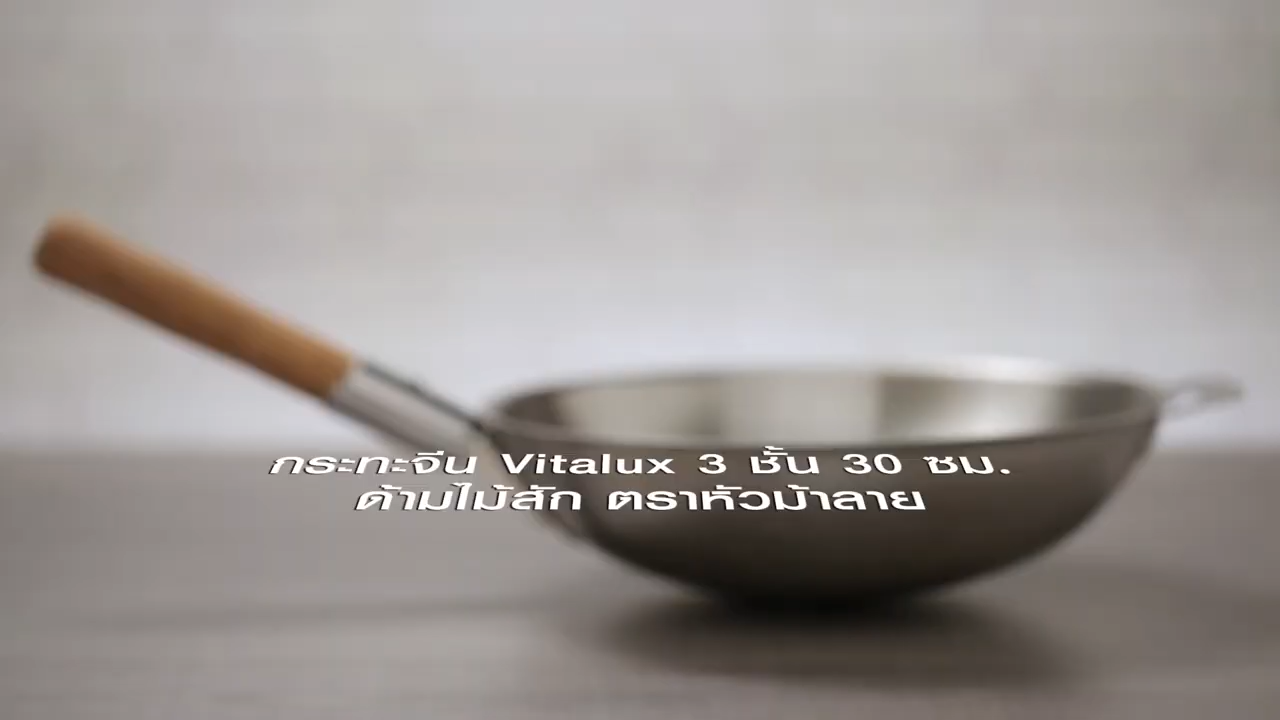 กระทะจีน Vitalux 3 ชั้น 30 ซม.
ด้ามไม้สัก ตราหัวม้าลาย